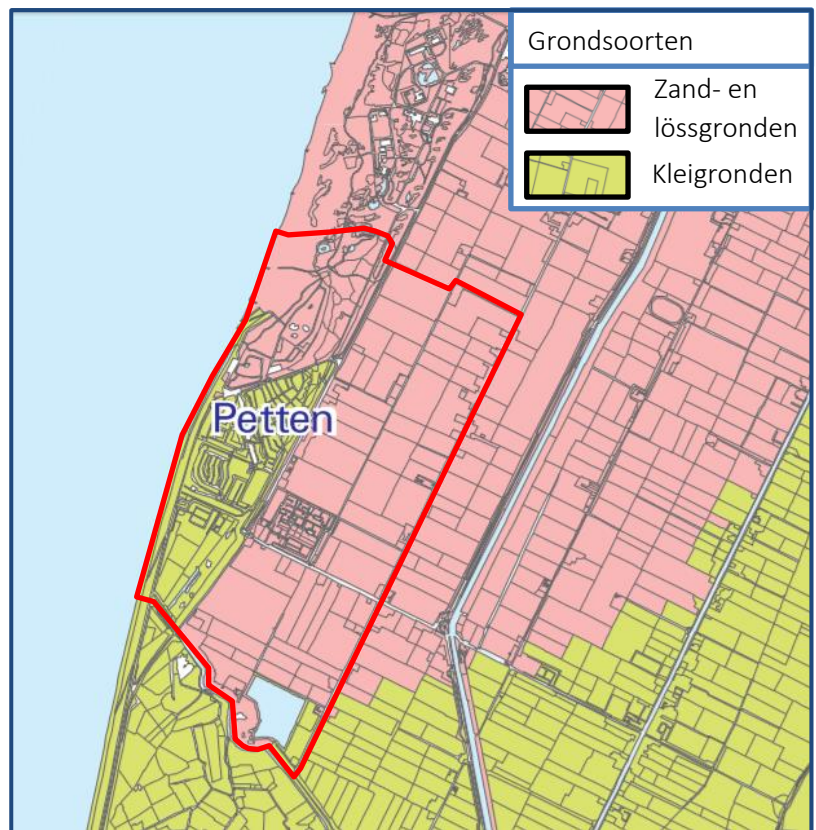 Grondsoorten
Zand- en
lössgronden
Kleigronden
Petten